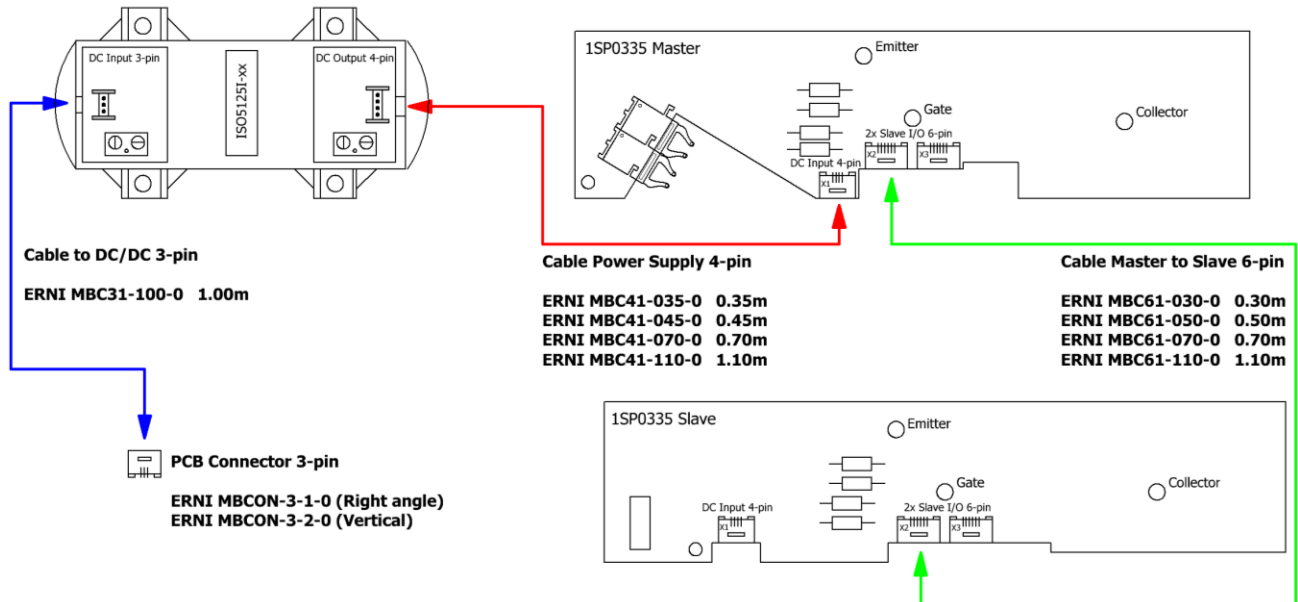 DC Input 3-pin
ISO5125I-xx
DC Output 4-pin
1SP0335 Master
Emitter
Gate
Collector
2x Slave I/O 6-pin
X2
X3
DC Input 4-pin
X1
Cable to DC/DC 3-pin
ERNI MBC31-100-0 1.00m
Cable Power Supply 4-pin
ERNI MBC41-035-0 0.35m
ERNI MBC41-045-0 0.45m
ERNI MBC41-070-0 0.70m
ERNI MBC41-110-0 1.10m
Cable Master to Slave 6-pin
ERNI MBC61-030-0 0.30m
ERNI MBC61-050-0 0.50m
ERNI MBC61-070-0 0.70m
ERNI MBC61-110-0 1.10m
PCB Connector 3-pin
ERNI MBCON-3-1-0 (Right angle)
ERNI MBCON-3-2-0 (Vertical)
1SP0335 Slave
Emitter
Gate
Collector
DC Input 4-pin
X1
2x Slave I/O 6-pin
X2
X3